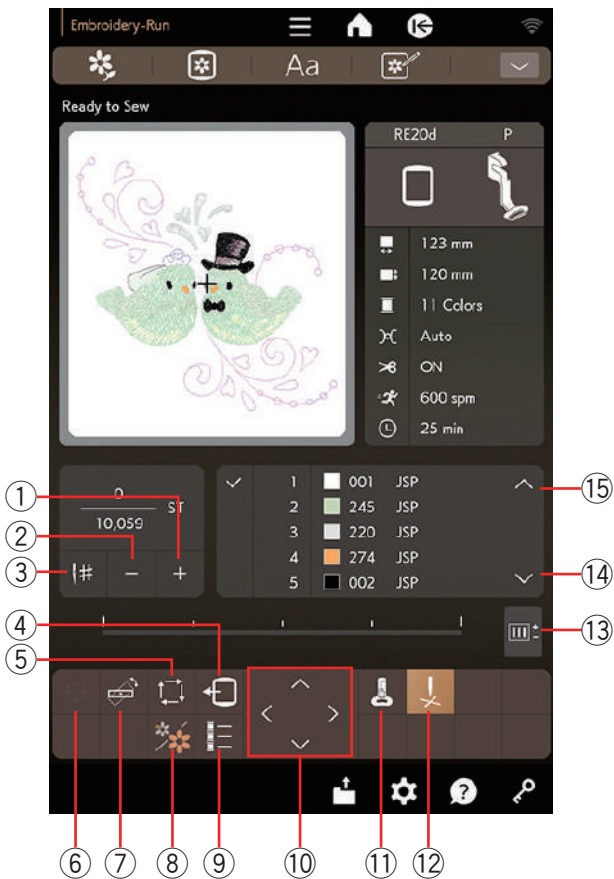 Embroidery-Run
Aa
Ready to Sew
RE20d P
123 mm
120 mm
11 Colors
Auto
ON
600 spm
L 25 min
0
10,059
ST
1 001 JSP
2 245 JSP
3 220 JSP
4 274 JSP
5 002 JSP
− +
?
1
2
3
4
5
6
7
8
9
10
11
12
13
14
15